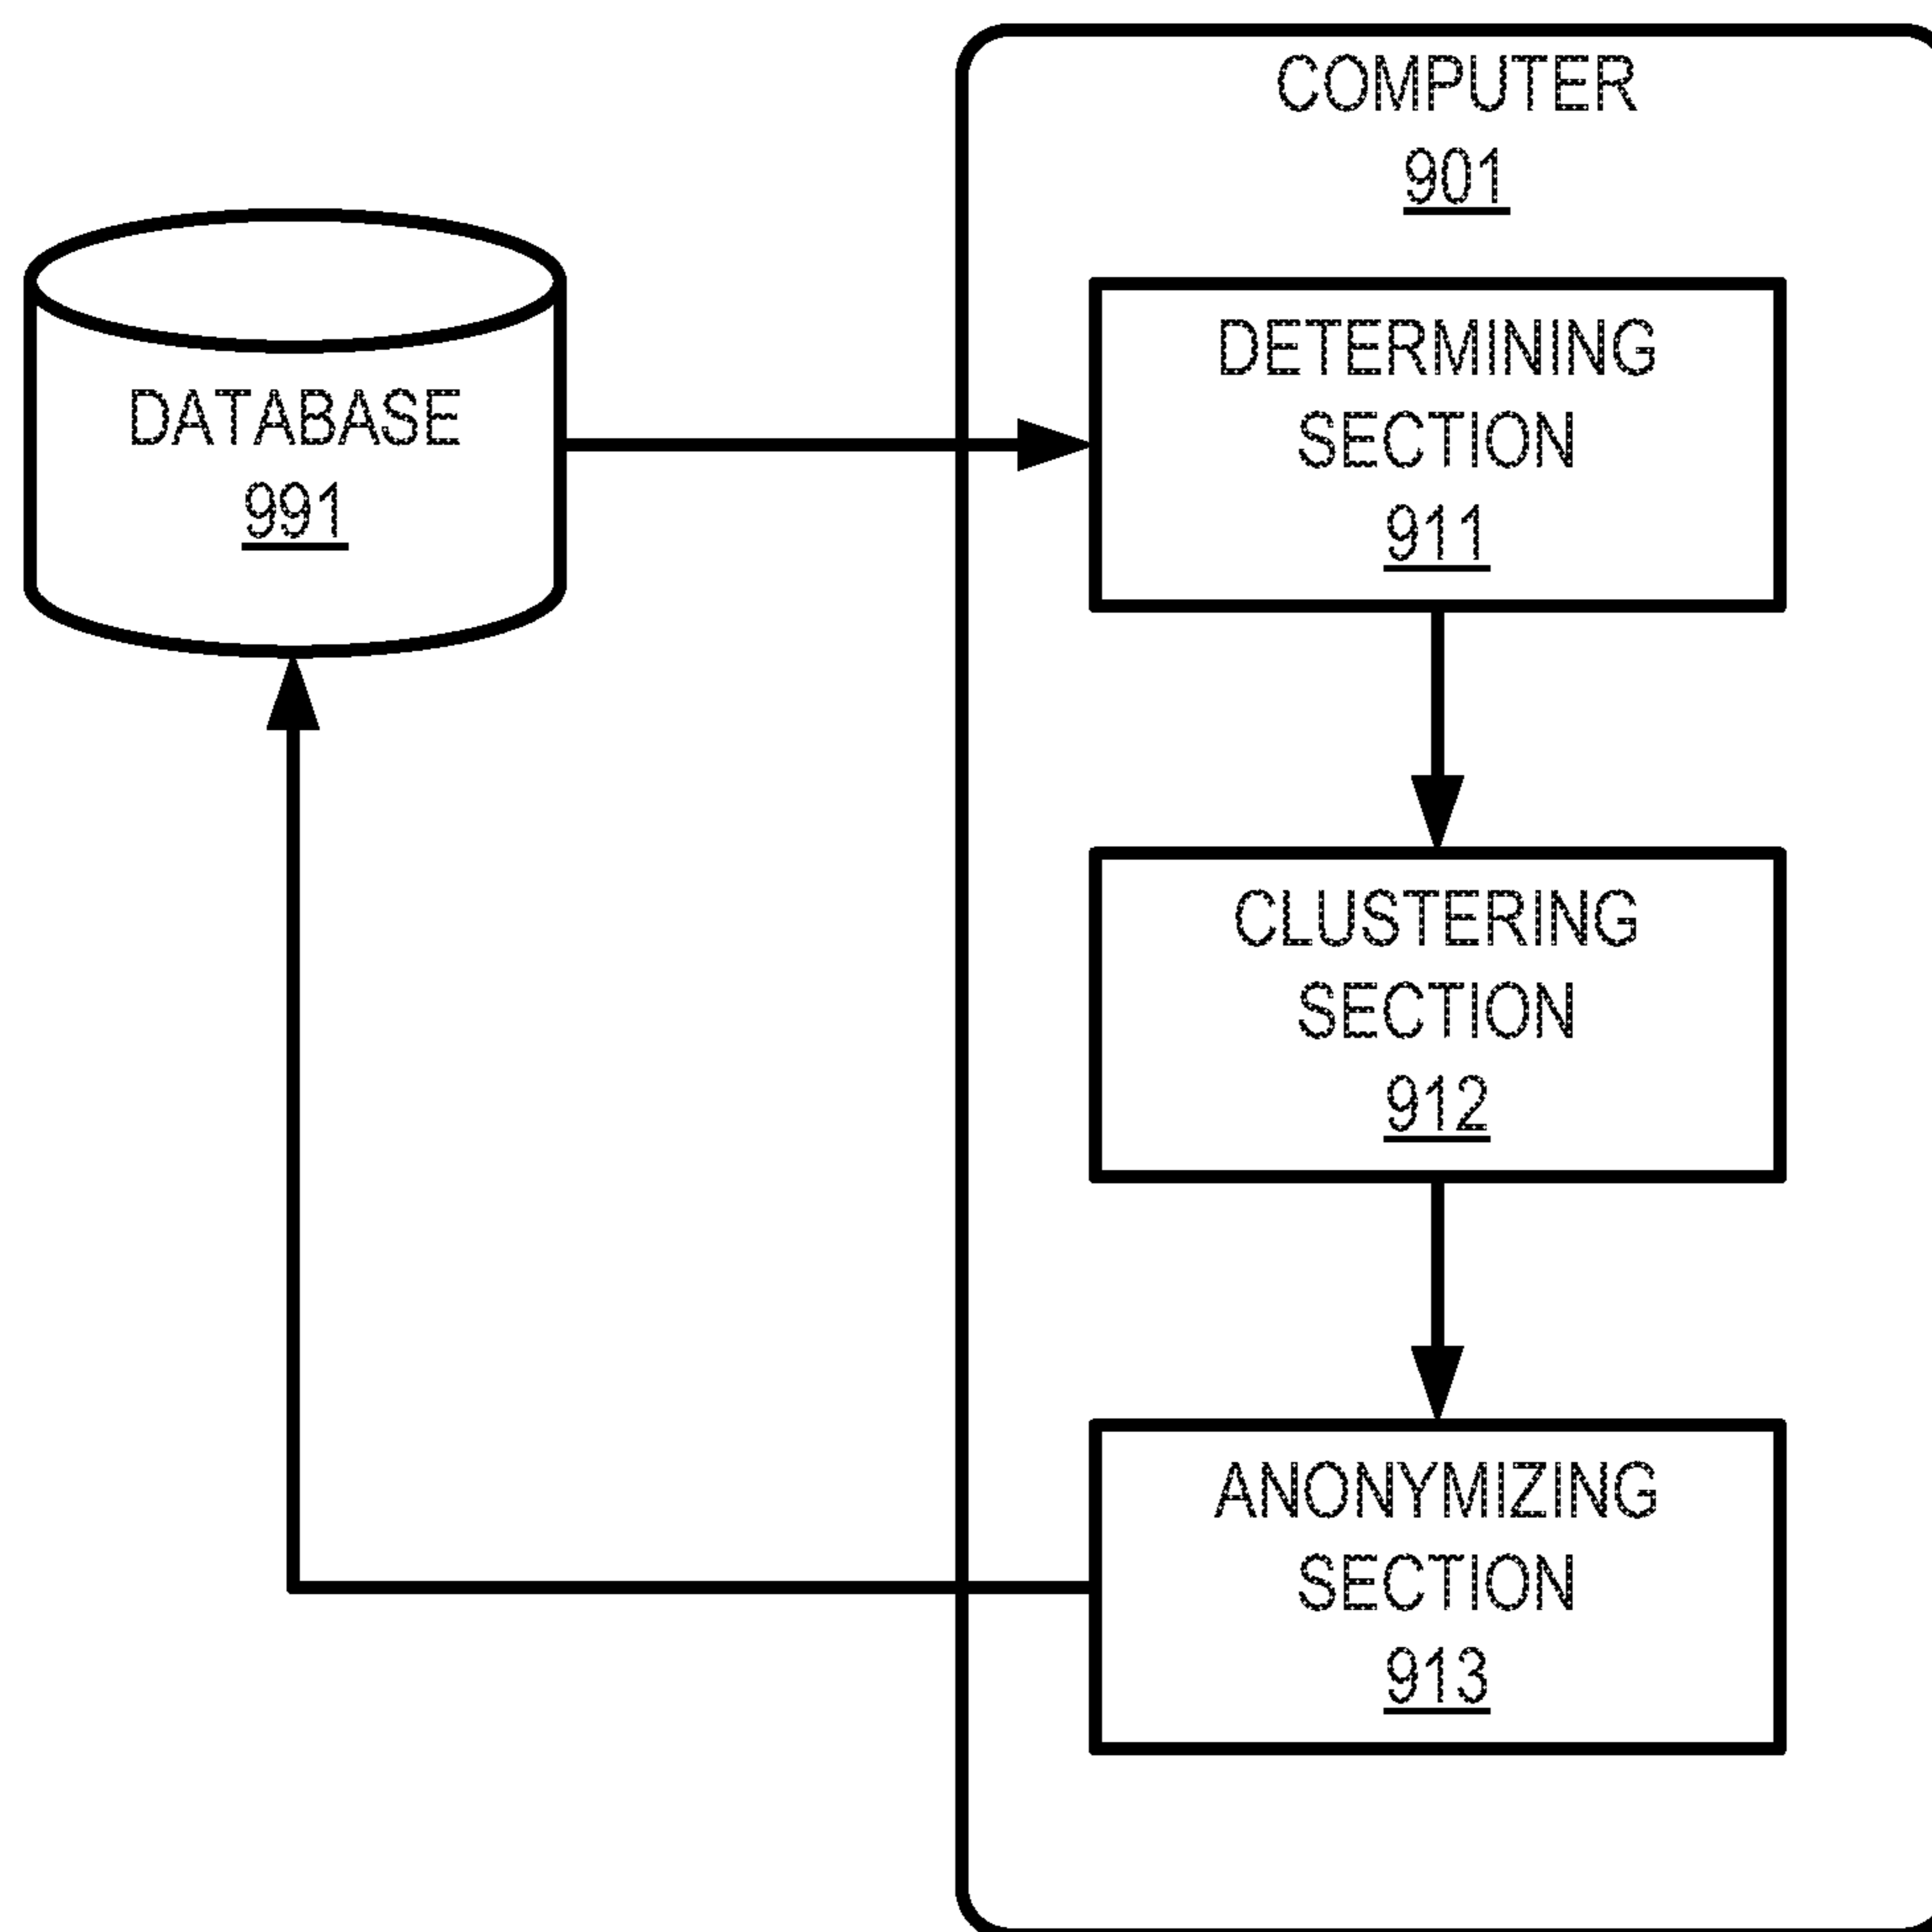 COMPUTER
901
DATABASE
991
DETERMINING
SECTION
911
CLUSTERING
SECTION
912
ANONYMIZING
SECTION
913